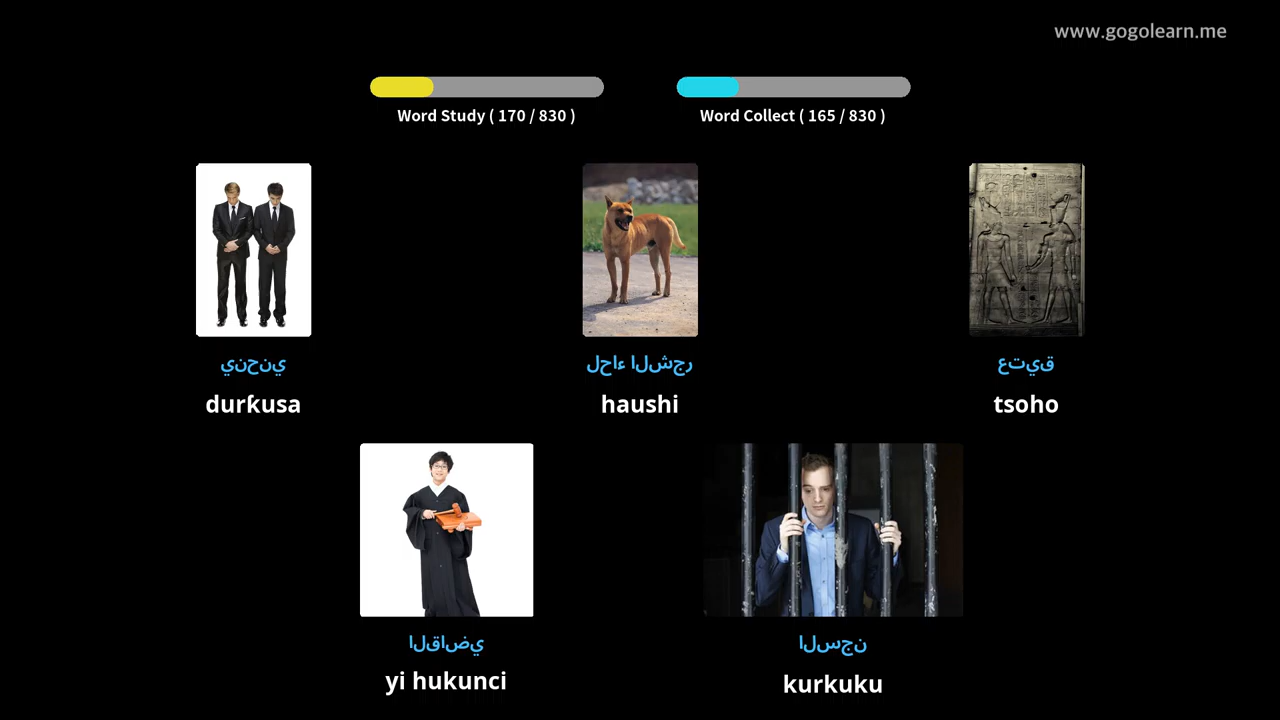 www.gogolearn.me
Word Study ( 170 / 830 )
Word Collect ( 165 / 830 )
ينحني
لحاء الشجر
عتيق
durƙusa
haushi
tsoho
القاضي
السجن
yi hukunci
kurkuku